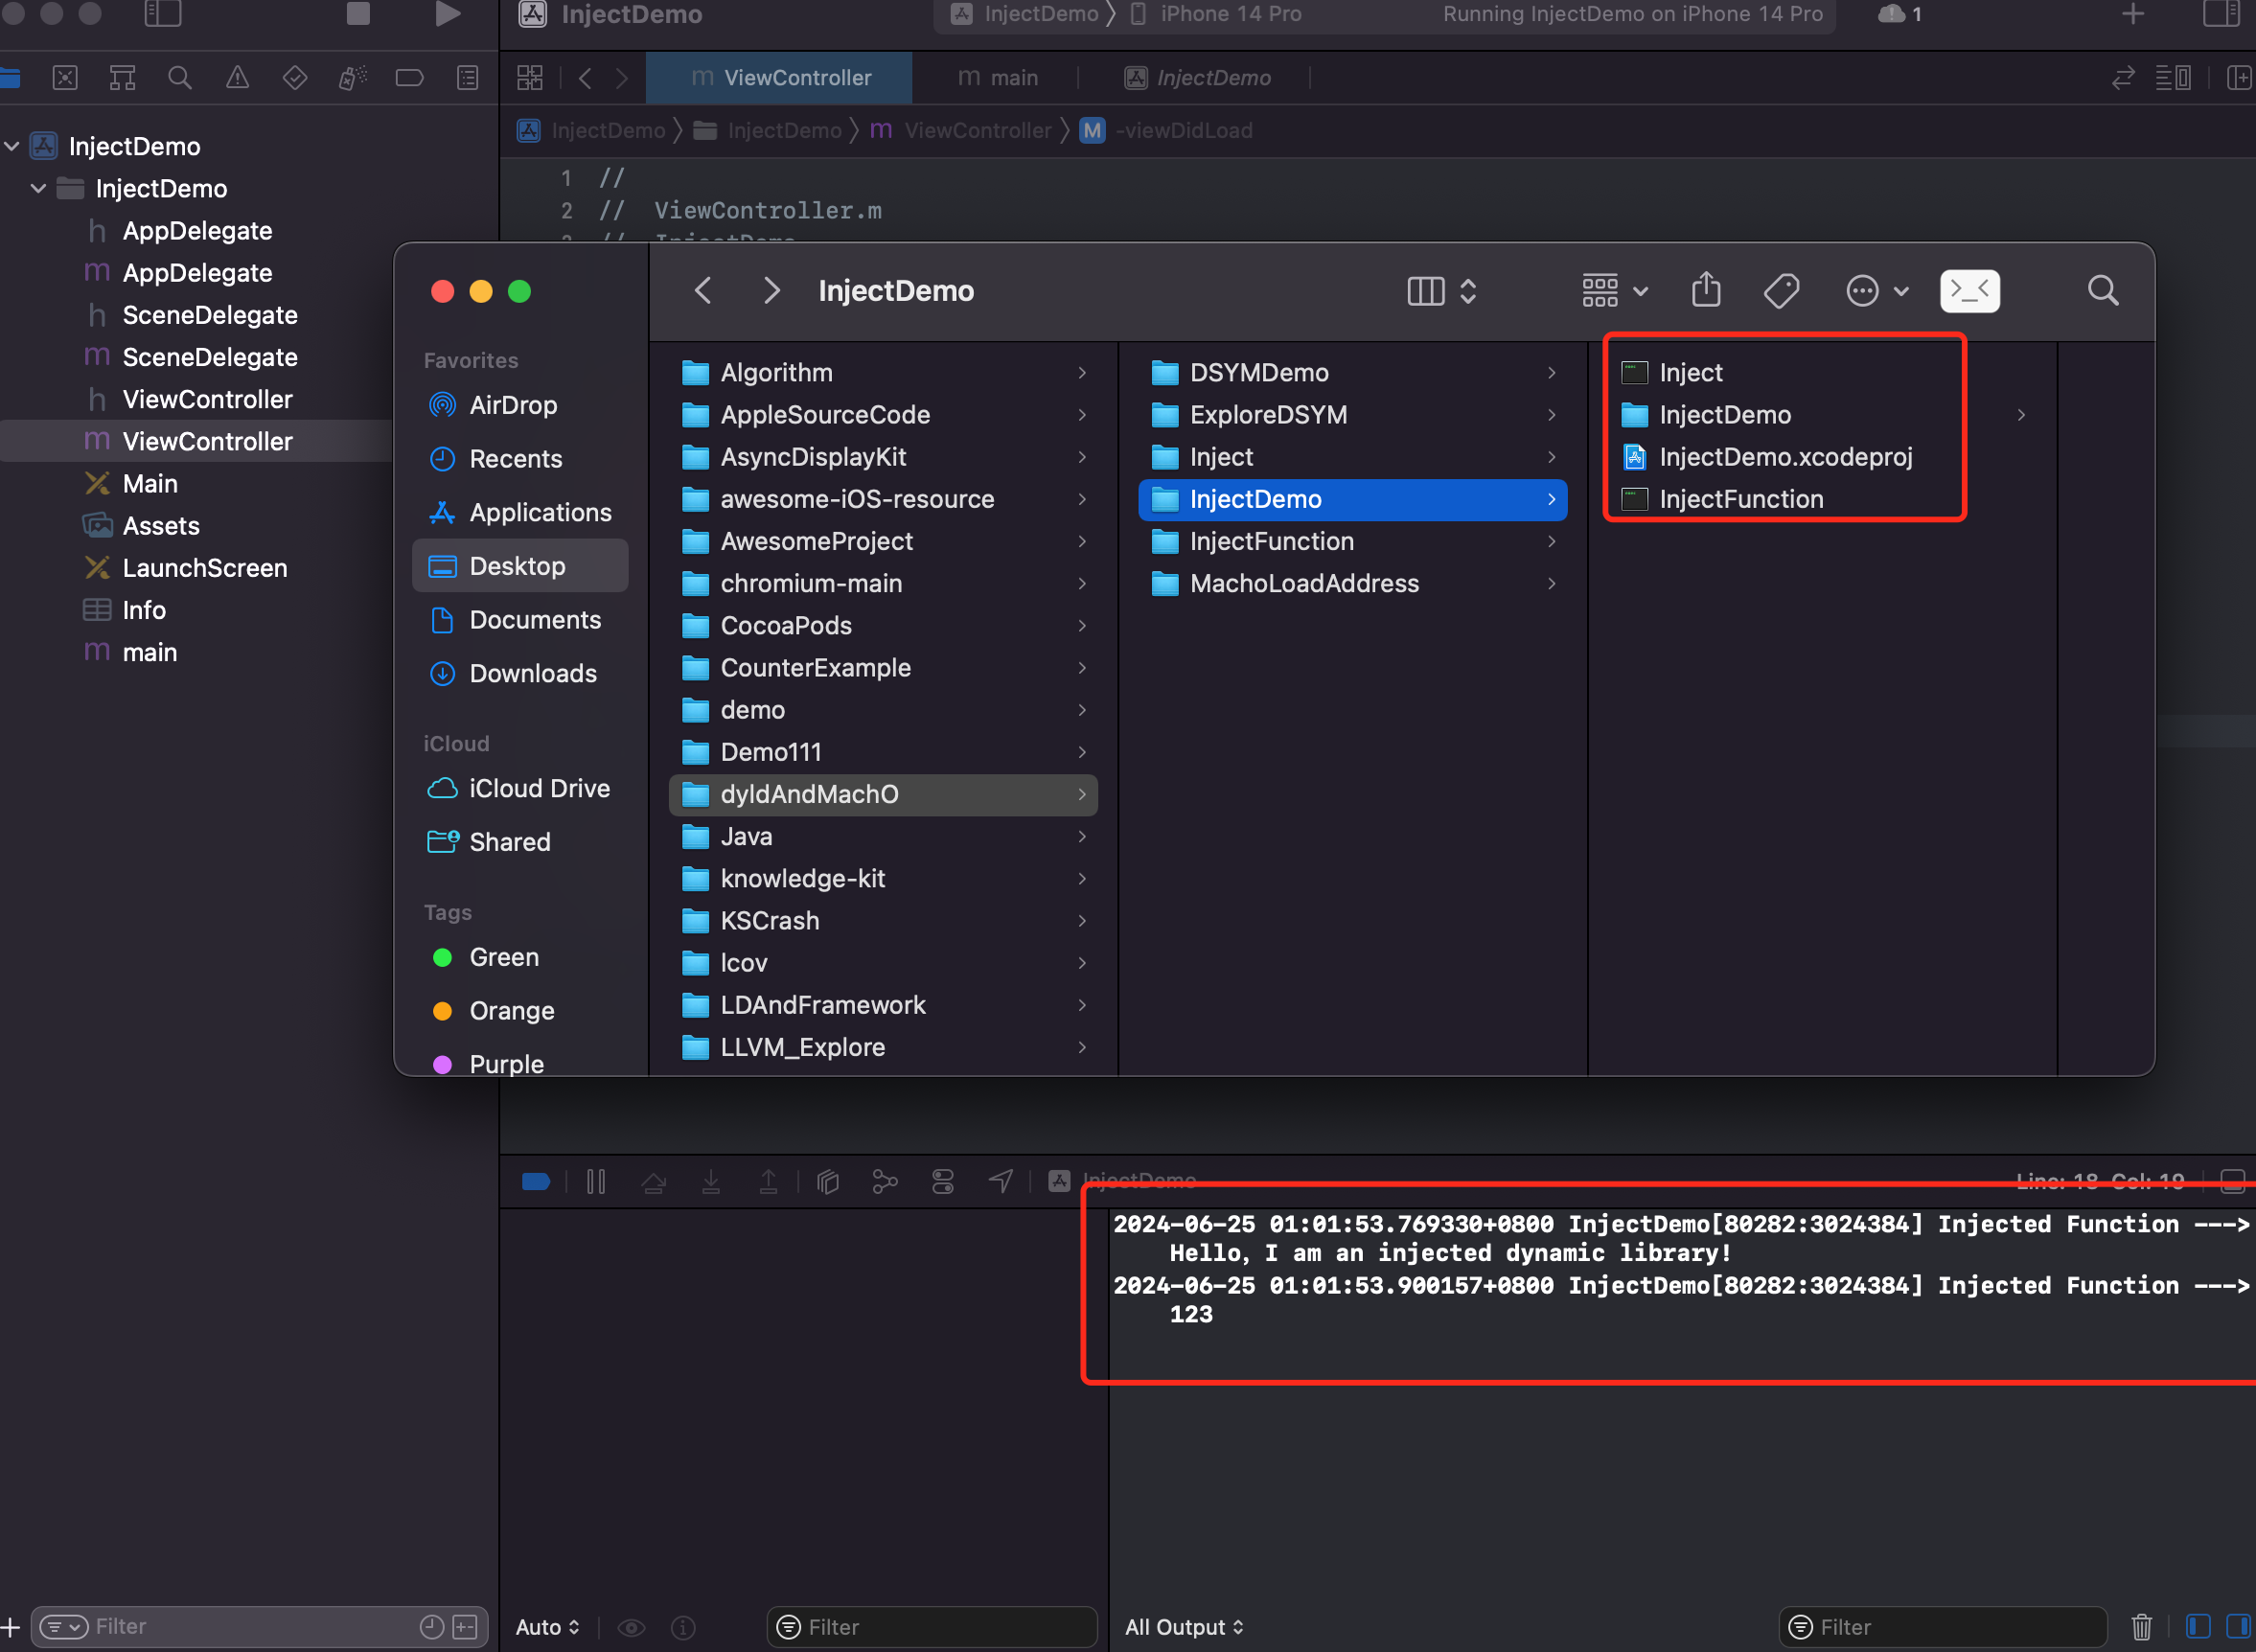 InjectDemo
InjectDemo
iPhone 14 Pro
Running InjectDemo on iPhone 14 Pro
1
m ViewController
m main
InjectDemo
InjectDemo
InjectDemo
m ViewController
M -viewDidLoad
InjectDemo
InjectDemo
h AppDelegate
m AppDelegate
h SceneDelegate
m SceneDelegate
h ViewController
m ViewController
Main
Assets
LaunchScreen
Info
m main
1 //
2 // ViewController.m
3 // InjectDemo
InjectDemo
Favorites
AirDrop
Recents
Applications
Desktop
Documents
Downloads
iCloud
iCloud Drive
Shared
Tags
Green
Orange
Purple
Algorithm
AppleSourceCode
AsyncDisplayKit
awesome-iOS-resource
AwesomeProject
chromium-main
CocoaPods
CounterExample
demo
Demo111
dyldAndMachO
Java
knowledge-kit
KSCrash
lcov
LDAndFramework
LLVM_Explore
DSYMDemo
ExploreDSYM
Inject
InjectDemo
InjectFunction
MachoLoadAddress
Inject
InjectDemo
InjectDemo.xcodeproj
InjectFunction
InjectDemo
Line: 18 Col: 19
2024-06-25 01:01:53.769330+0800 InjectDemo[80282:3024384] Injected Function --->
Hello, I am an injected dynamic library!
2024-06-25 01:01:53.900157+0800 InjectDemo[80282:3024384] Injected Function --->
123
Filter
Auto
Filter
All Output
Filter